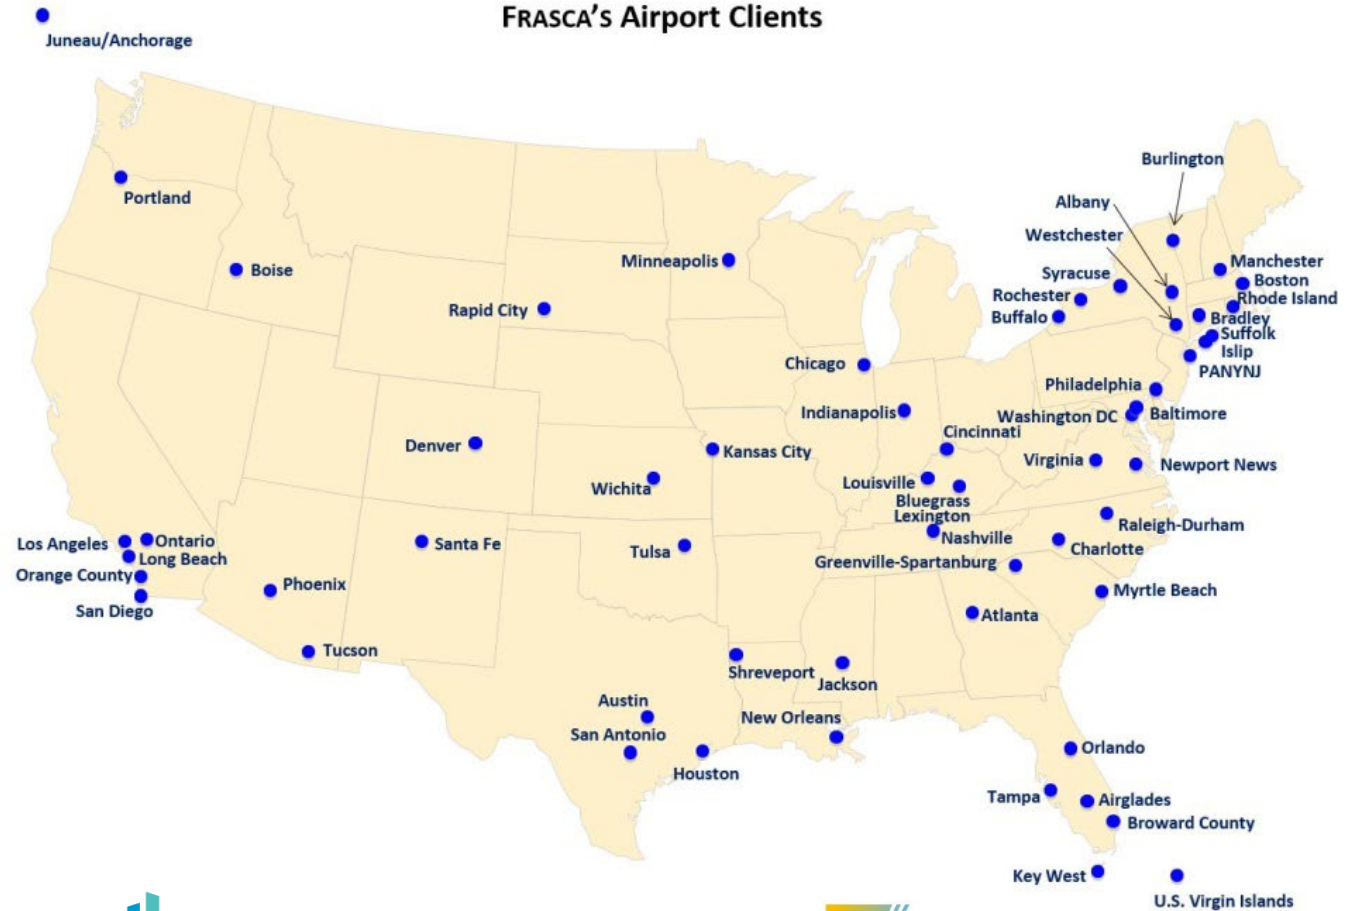 FRASCA'S Airport Clients
Juneau/Anchorage
Burlington
Portland
Albany
Westchester
Minneapolis
Manchester
Boise
Syracuse
Boston
Rochester
Rhode Island
Rapid City
Buffalo
Bradley
Suffolk
Islip
Chicago
PANYNJ
Philadelphia
Indianapolis
Washington DC
Baltimore
Cincinnati
Denver
Kansas City
Virginia
Newport News
Louisville
Wichita
Bluegrass
Lexington
Raleigh-Durham
Los Angeles
Ontario
Santa Fe
Nashville
Tulsa
Charlotte
Long Beach
Greenville-Spartanburg
Orange County
Phoenix
Myrtle Beach
San Diego
Atlanta
Tucson
Shreveport
Jackson
Austin
New Orleans
San Antonio
Orlando
Houston
Tampa
Airglades
Broward County
Key West
U.S. Virgin Islands